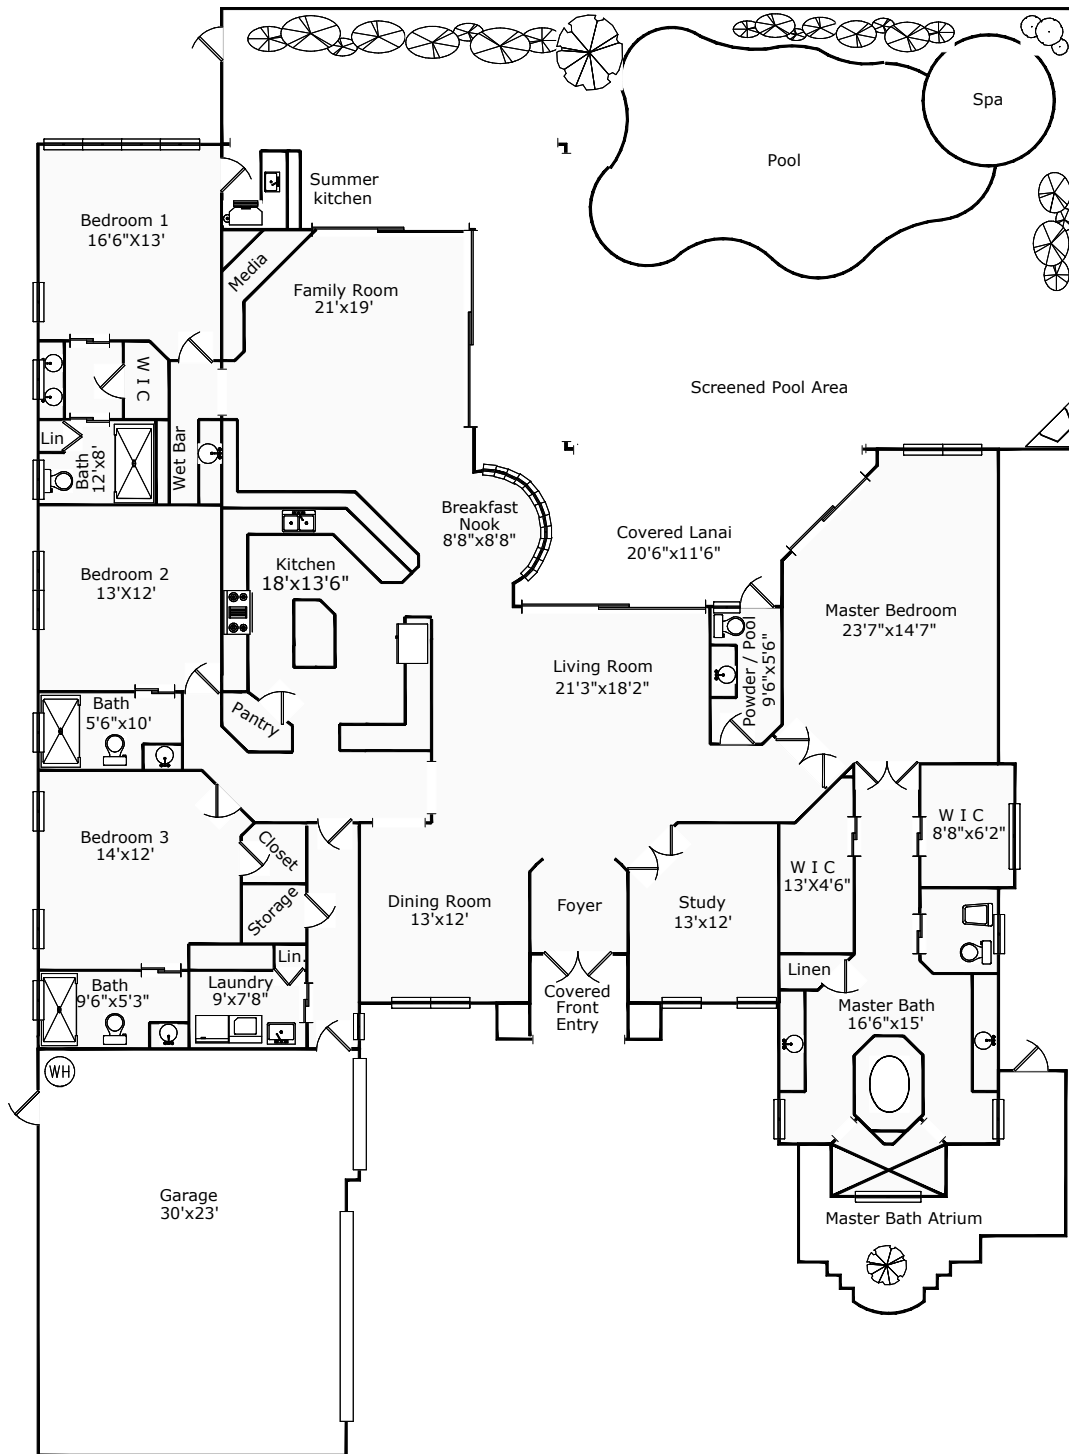 Spa
Pool
Summer
kitchen
Bedroom 1
16'6"X13'
Media
Family Room
21'x19'
W I C
Screened Pool Area
Lin
Bath
12'x8'
Wet Bar
Breakfast
Nook
8'8"x8'8"
Covered Lanai
20'6"x11'6"
Kitchen
18'x13'6"
Bedroom 2
13'X12'
Master Bedroom
23'7"x14'7"
Living Room
21'3"x18'2"
Powder / Pool
9'6"x5'6"
Bath
5'6"x10'
Pantry
Bedroom 3
14'x12'
Closet
W I C
8'8"x6'2"
W I C
13'X4'6"
Storage
Dining Room
13'x12'
Foyer
Study
13'x12'
Lin.
Linen
Bath
9'6"x5'3"
Laundry
9'x7'8"
Covered
Front
Entry
Master Bath
16'6"x15'
WH
Garage
30'x23'
Master Bath Atrium